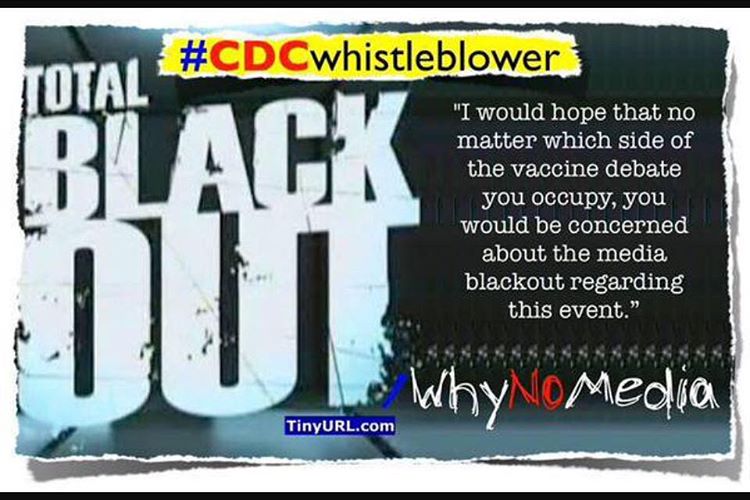 #CDCwhistleblower
TOTAL
BLACK
OUT
"I would hope that no
matter which side of
the vaccine debate
you occupy, you
would be concerned
about the media
blackout regarding
this event.”
TinyURL.com
/WhyNOMedia